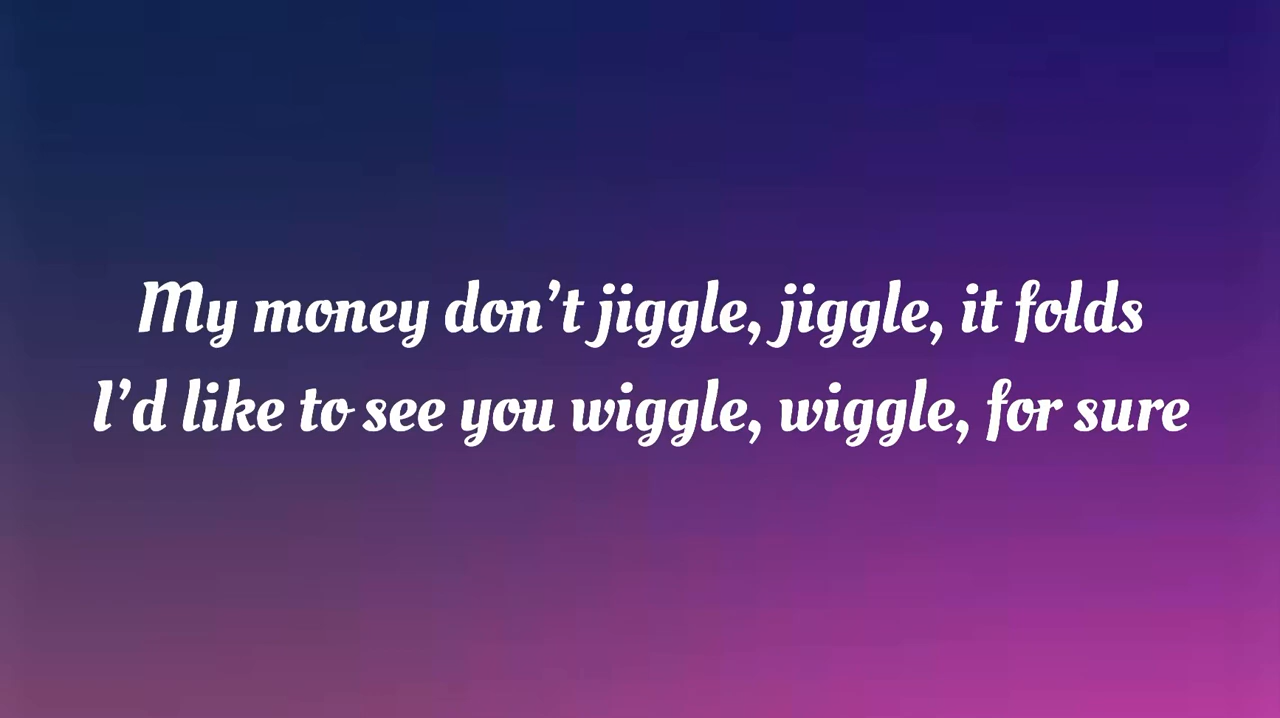 My money don’t jiggle, jiggle, it folds
I’d like to see you wiggle, wiggle, for sure